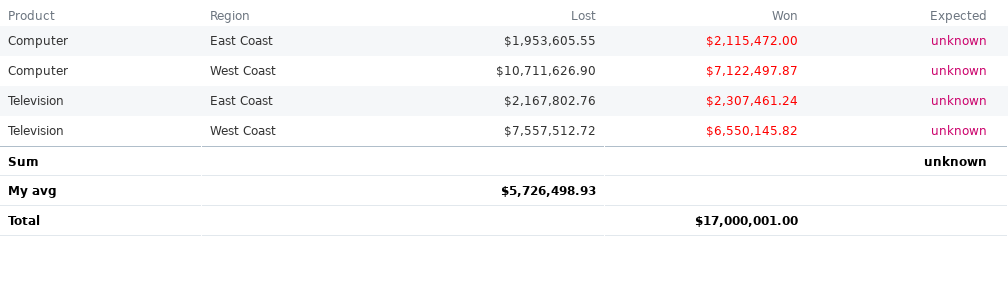 Product Region Lost Won Expected
Computer East Coast $1,953,605.55 $2,115,472.00 unknown
Computer West Coast $10,711,626.90 $7,122,497.87 unknown
Television East Coast $2,167,802.76 $2,307,461.24 unknown
Television West Coast $7,557,512.72 $6,550,145.82 unknown
Sum unknown
My avg $5,726,498.93
Total $17,000,001.00